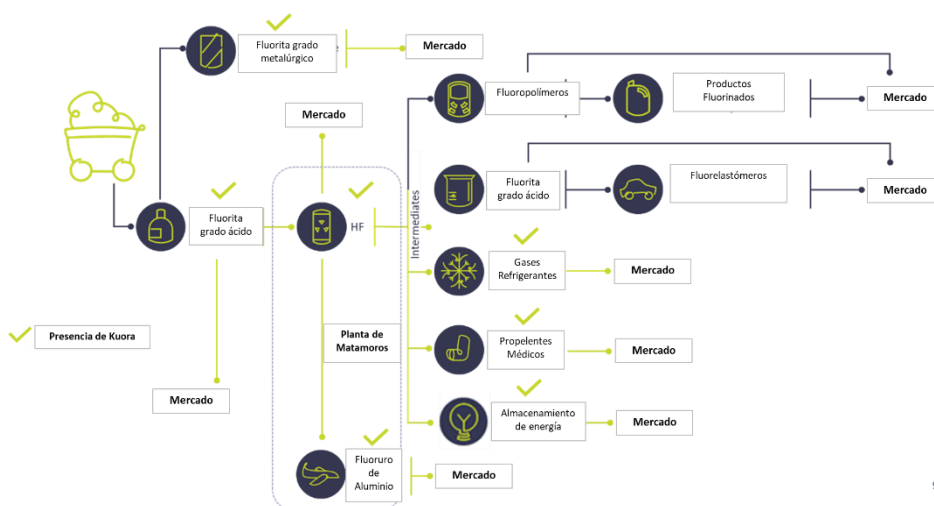 Fluorita grado
metalúrgico
Mercado
Fluoropolímeros
Productos
Fluorinados
Mercado
Mercado
Fluorita
grado ácido
HF
Intermediates
Fluorita
grado ácido
Fluorelastómeros
Mercado
Gases
Refrigerantes
Mercado
Presencia de Kuora
Planta de
Matamoros
Propelentes
Médicos
Mercado
Mercado
Almacenamiento
de energía
Mercado
Fluoruro
de
Aluminio
Mercado